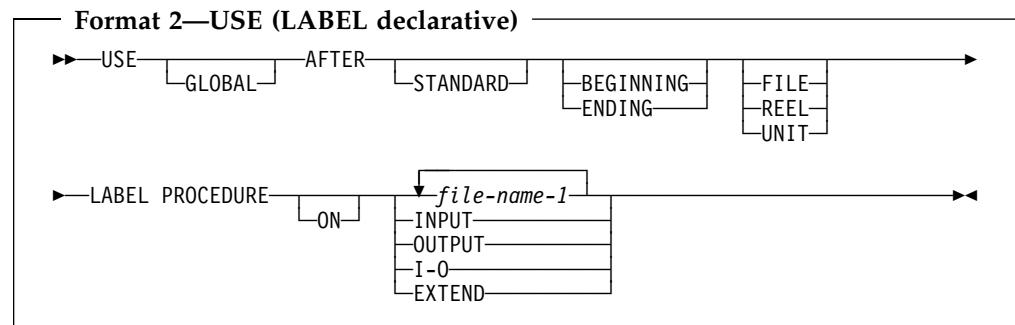 Format 2—USE (LABEL declarative)
USE AFTER
GLOBAL STANDARD BEGINNING FILE
ENDING REEL
UNIT
LABEL PROCEDURE file-name-1
ON INPUT
OUTPUT
I-O
EXTEND